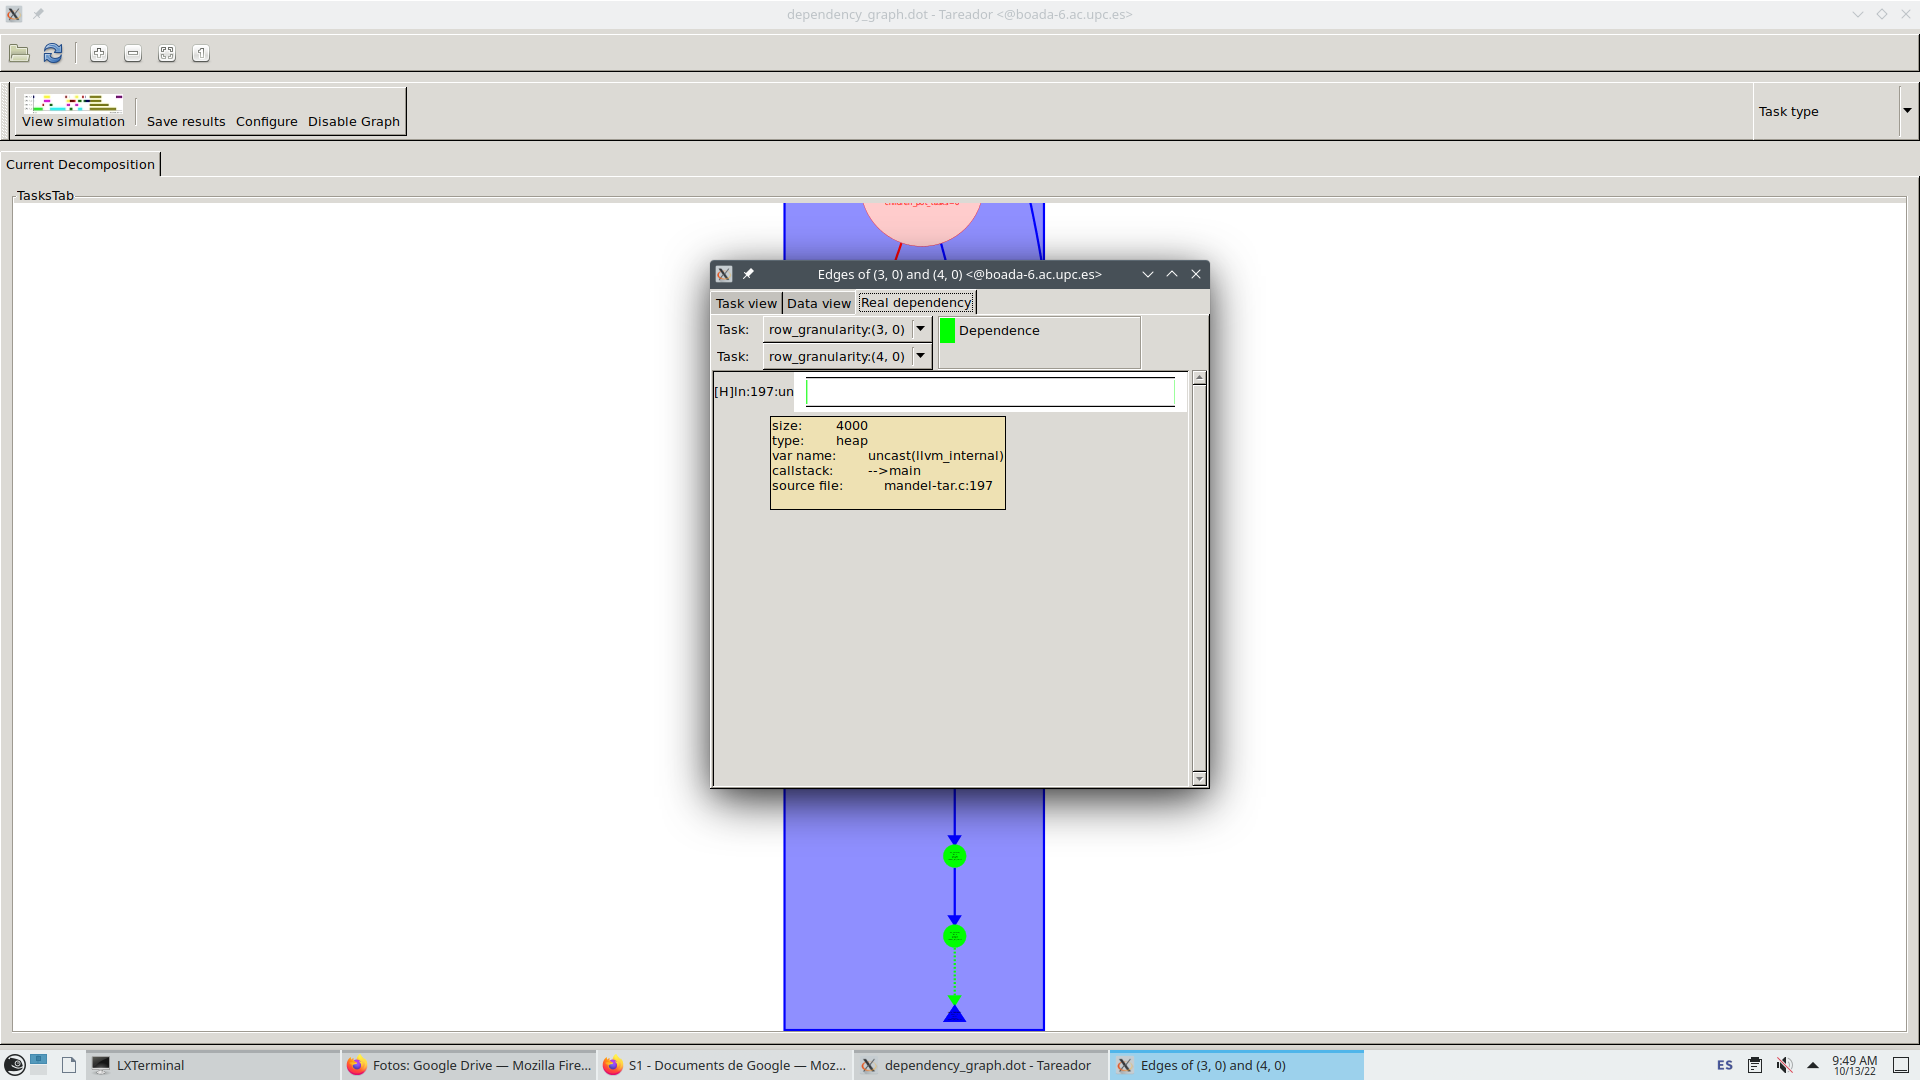 dependency_graph.dot - Tareador <@boada-6.ac.upc.es>
View simulation
Save results
Configure
Disable Graph
Task type
Current Decomposition
TasksTab
Edges of (3, 0) and (4, 0) <@boada-6.ac.upc.es>
Task view
Data view
Real dependency
Task:
row_granularity:(3, 0)
Dependence
Task:
row_granularity:(4, 0)
[H]ln:197:un
size: 4000
type: heap
var name: uncast(llvm_internal)
callstack: -->main
source file: mandel-tar.c:197
LXTerminal
Fotos: Google Drive — Mozilla Fire...
S1 - Documents de Google — Moz...
dependency_graph.dot - Tareador
Edges of (3, 0) and (4, 0)
ES
9:49 AM
10/13/22